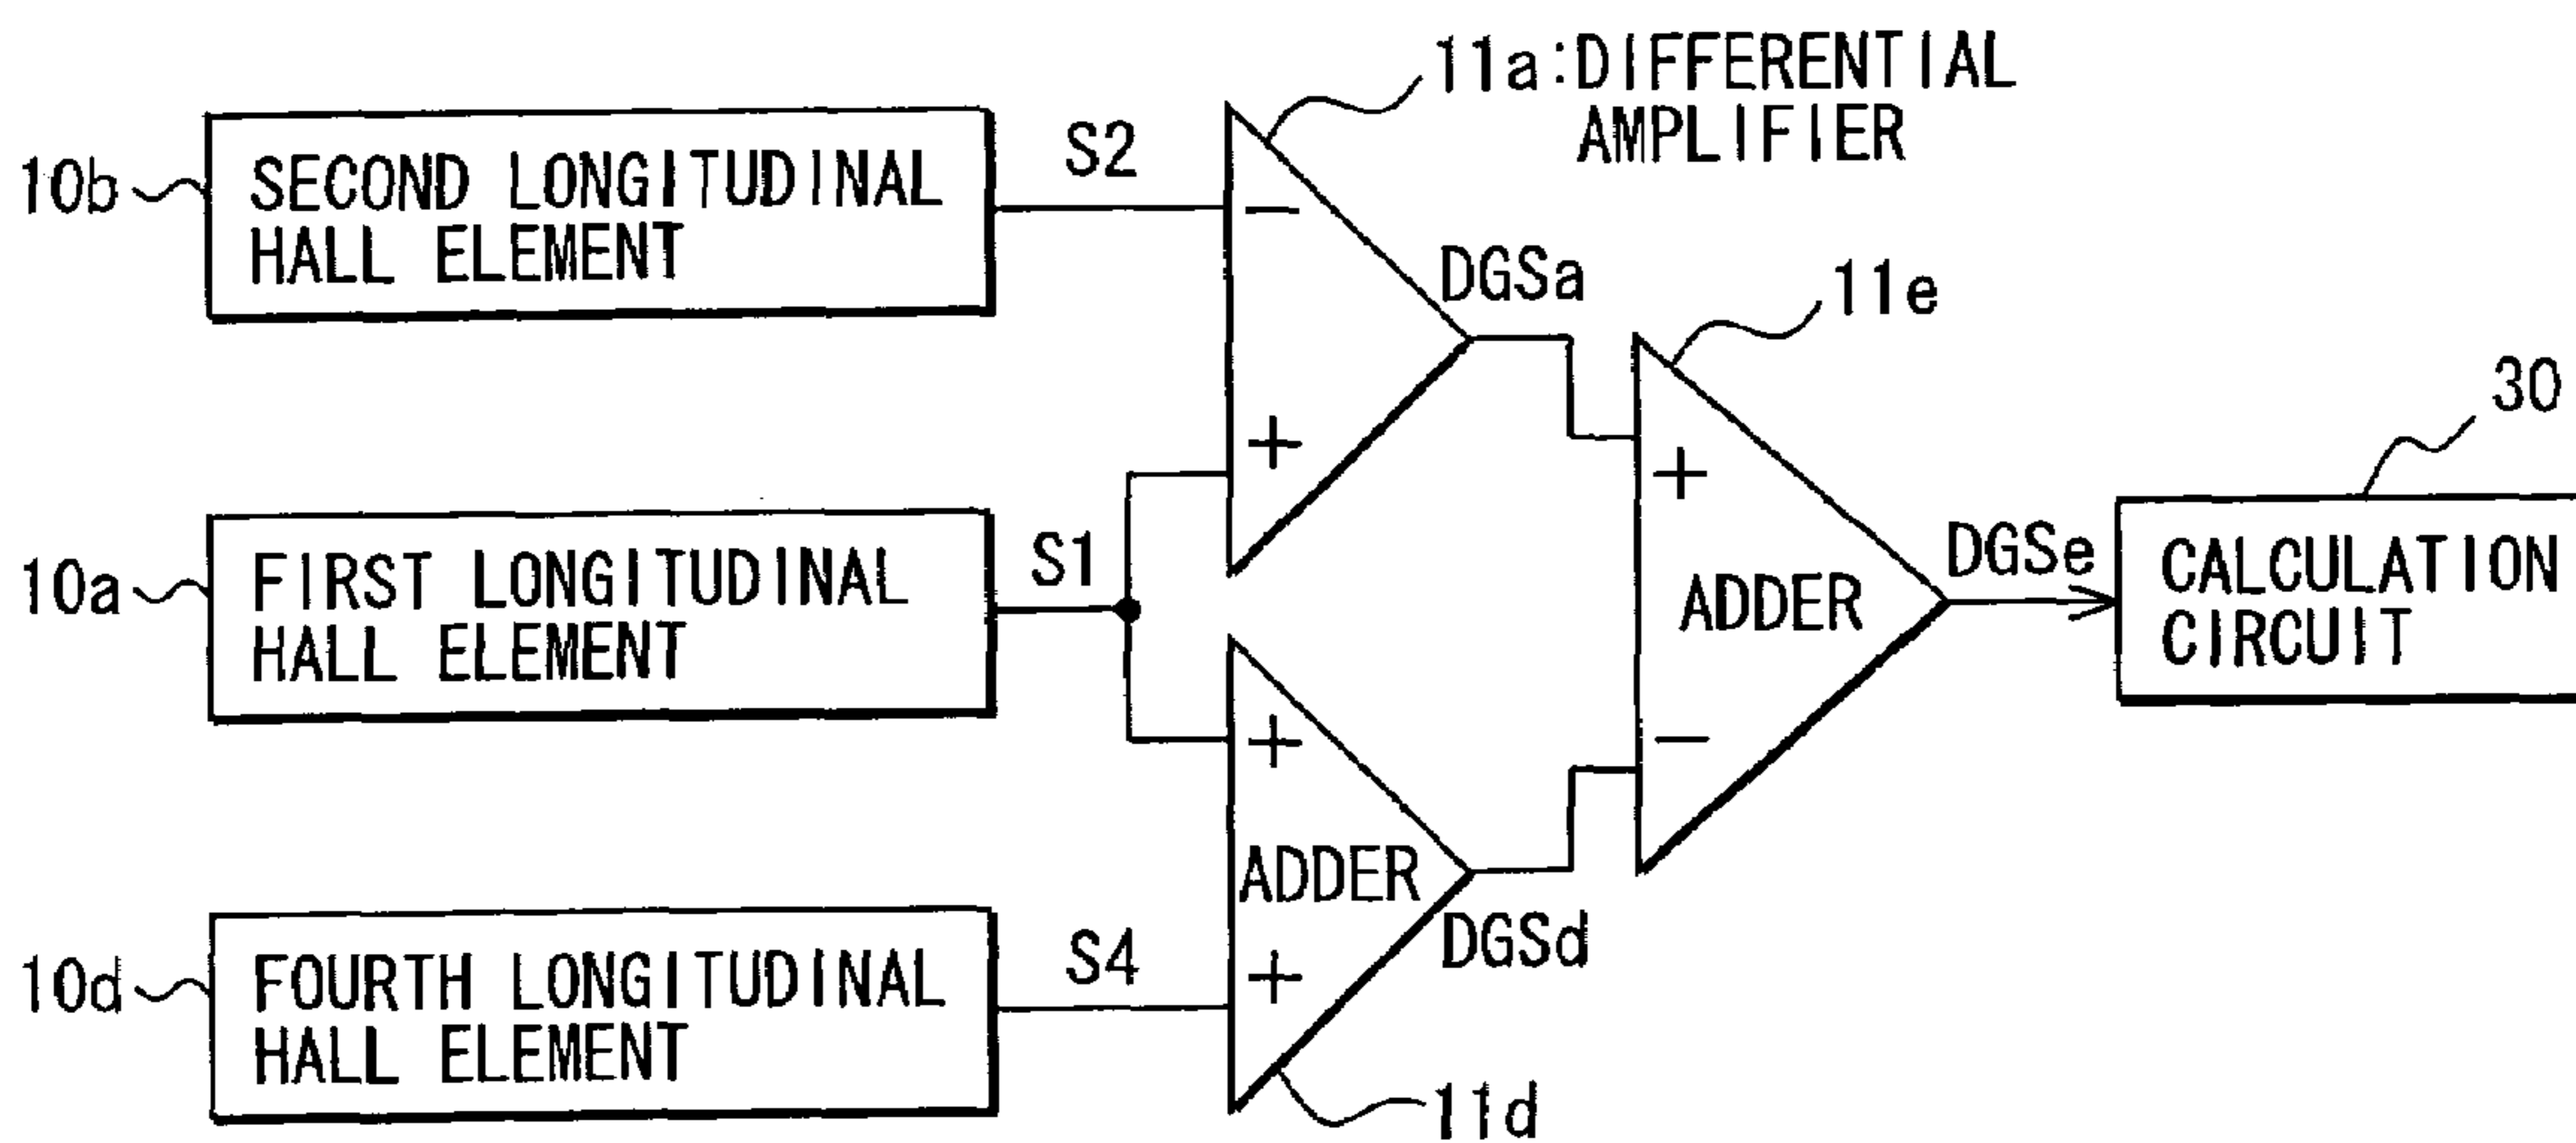 11a:DIFFERENTIAL
AMPLIFIER
10b
SECOND LONGITUDINAL
HALL ELEMENT
S2
−
+
DGSa
11e
30
10a
FIRST LONGITUDINAL
HALL ELEMENT
S1
+
ADDER
−
DGSe
CALCULATION
CIRCUIT
10d
FOURTH LONGITUDINAL
HALL ELEMENT
S4
+
ADDER
+
DGSd
11d